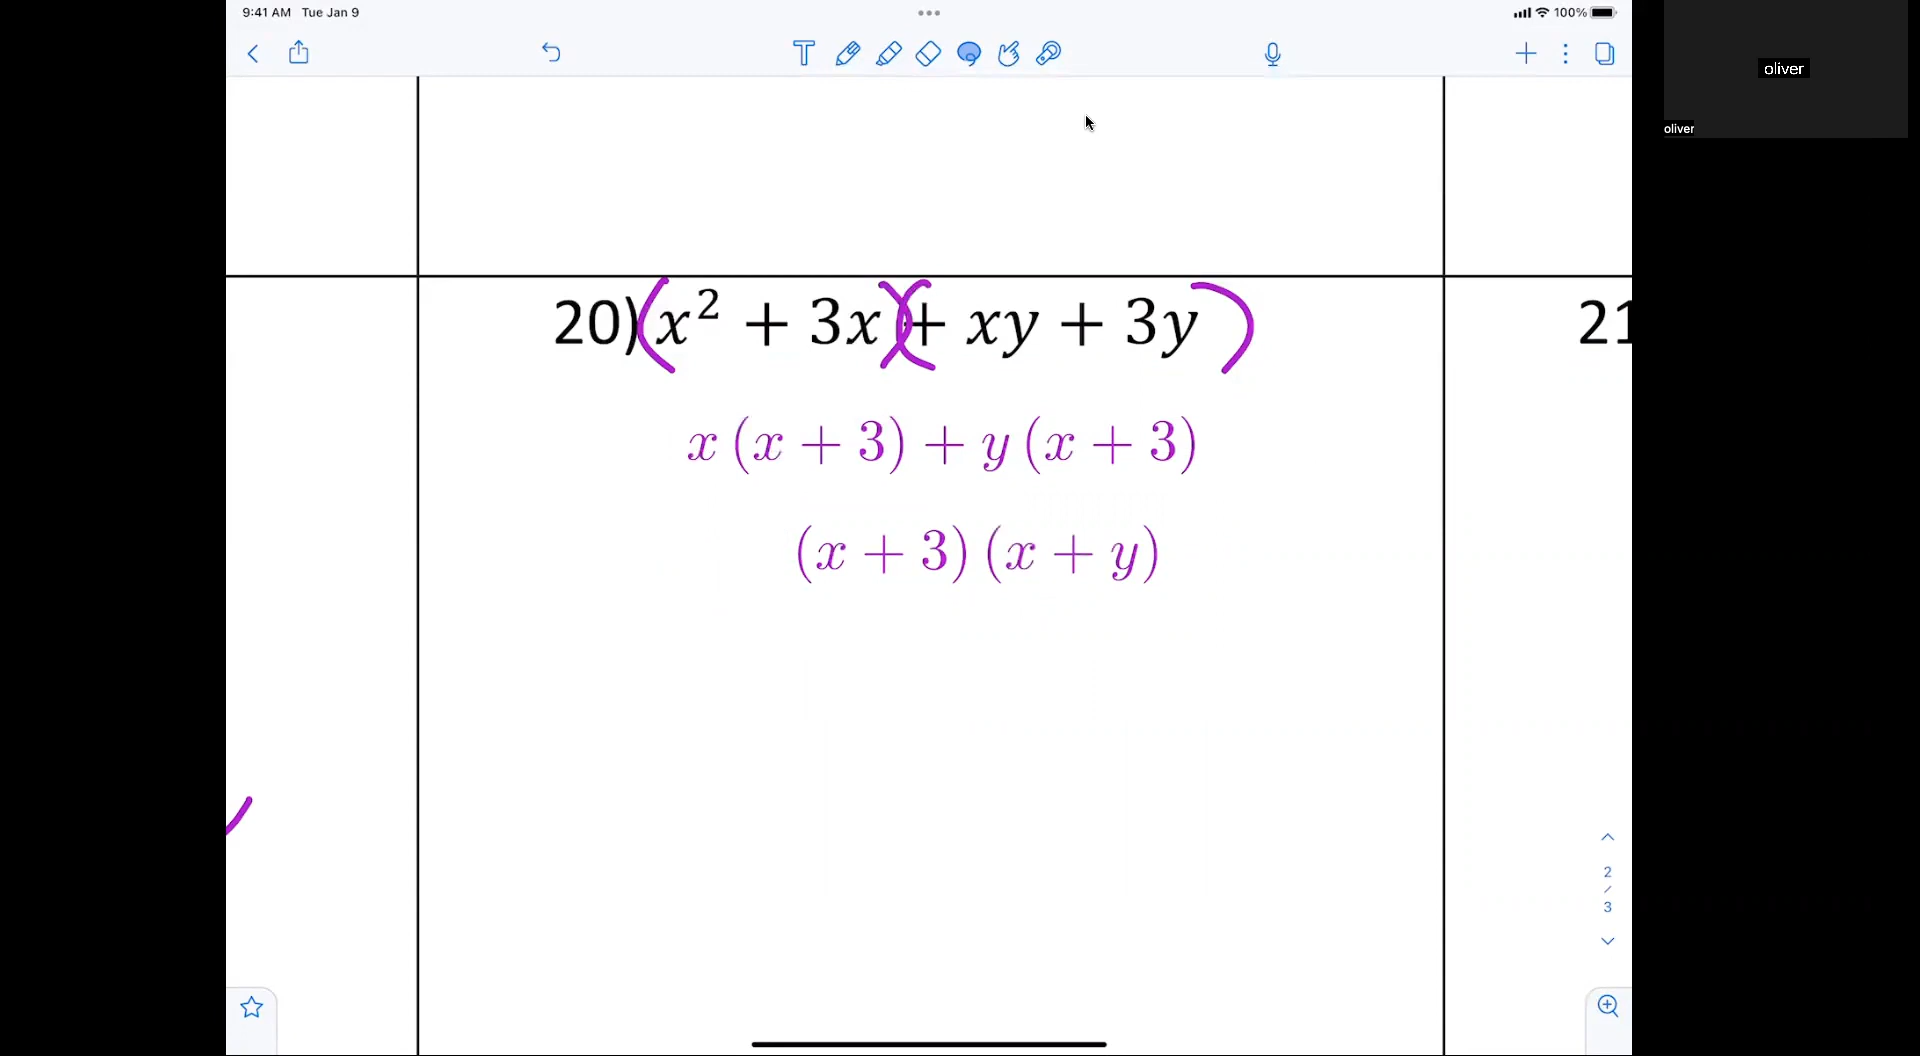 9:41 AM Tue Jan 9
100%
oliver
oliver
20) (x² + 3x)(+ xy + 3y)
21
x (x + 3) + y (x + 3)
(x + 3) (x + y)
2
/
3